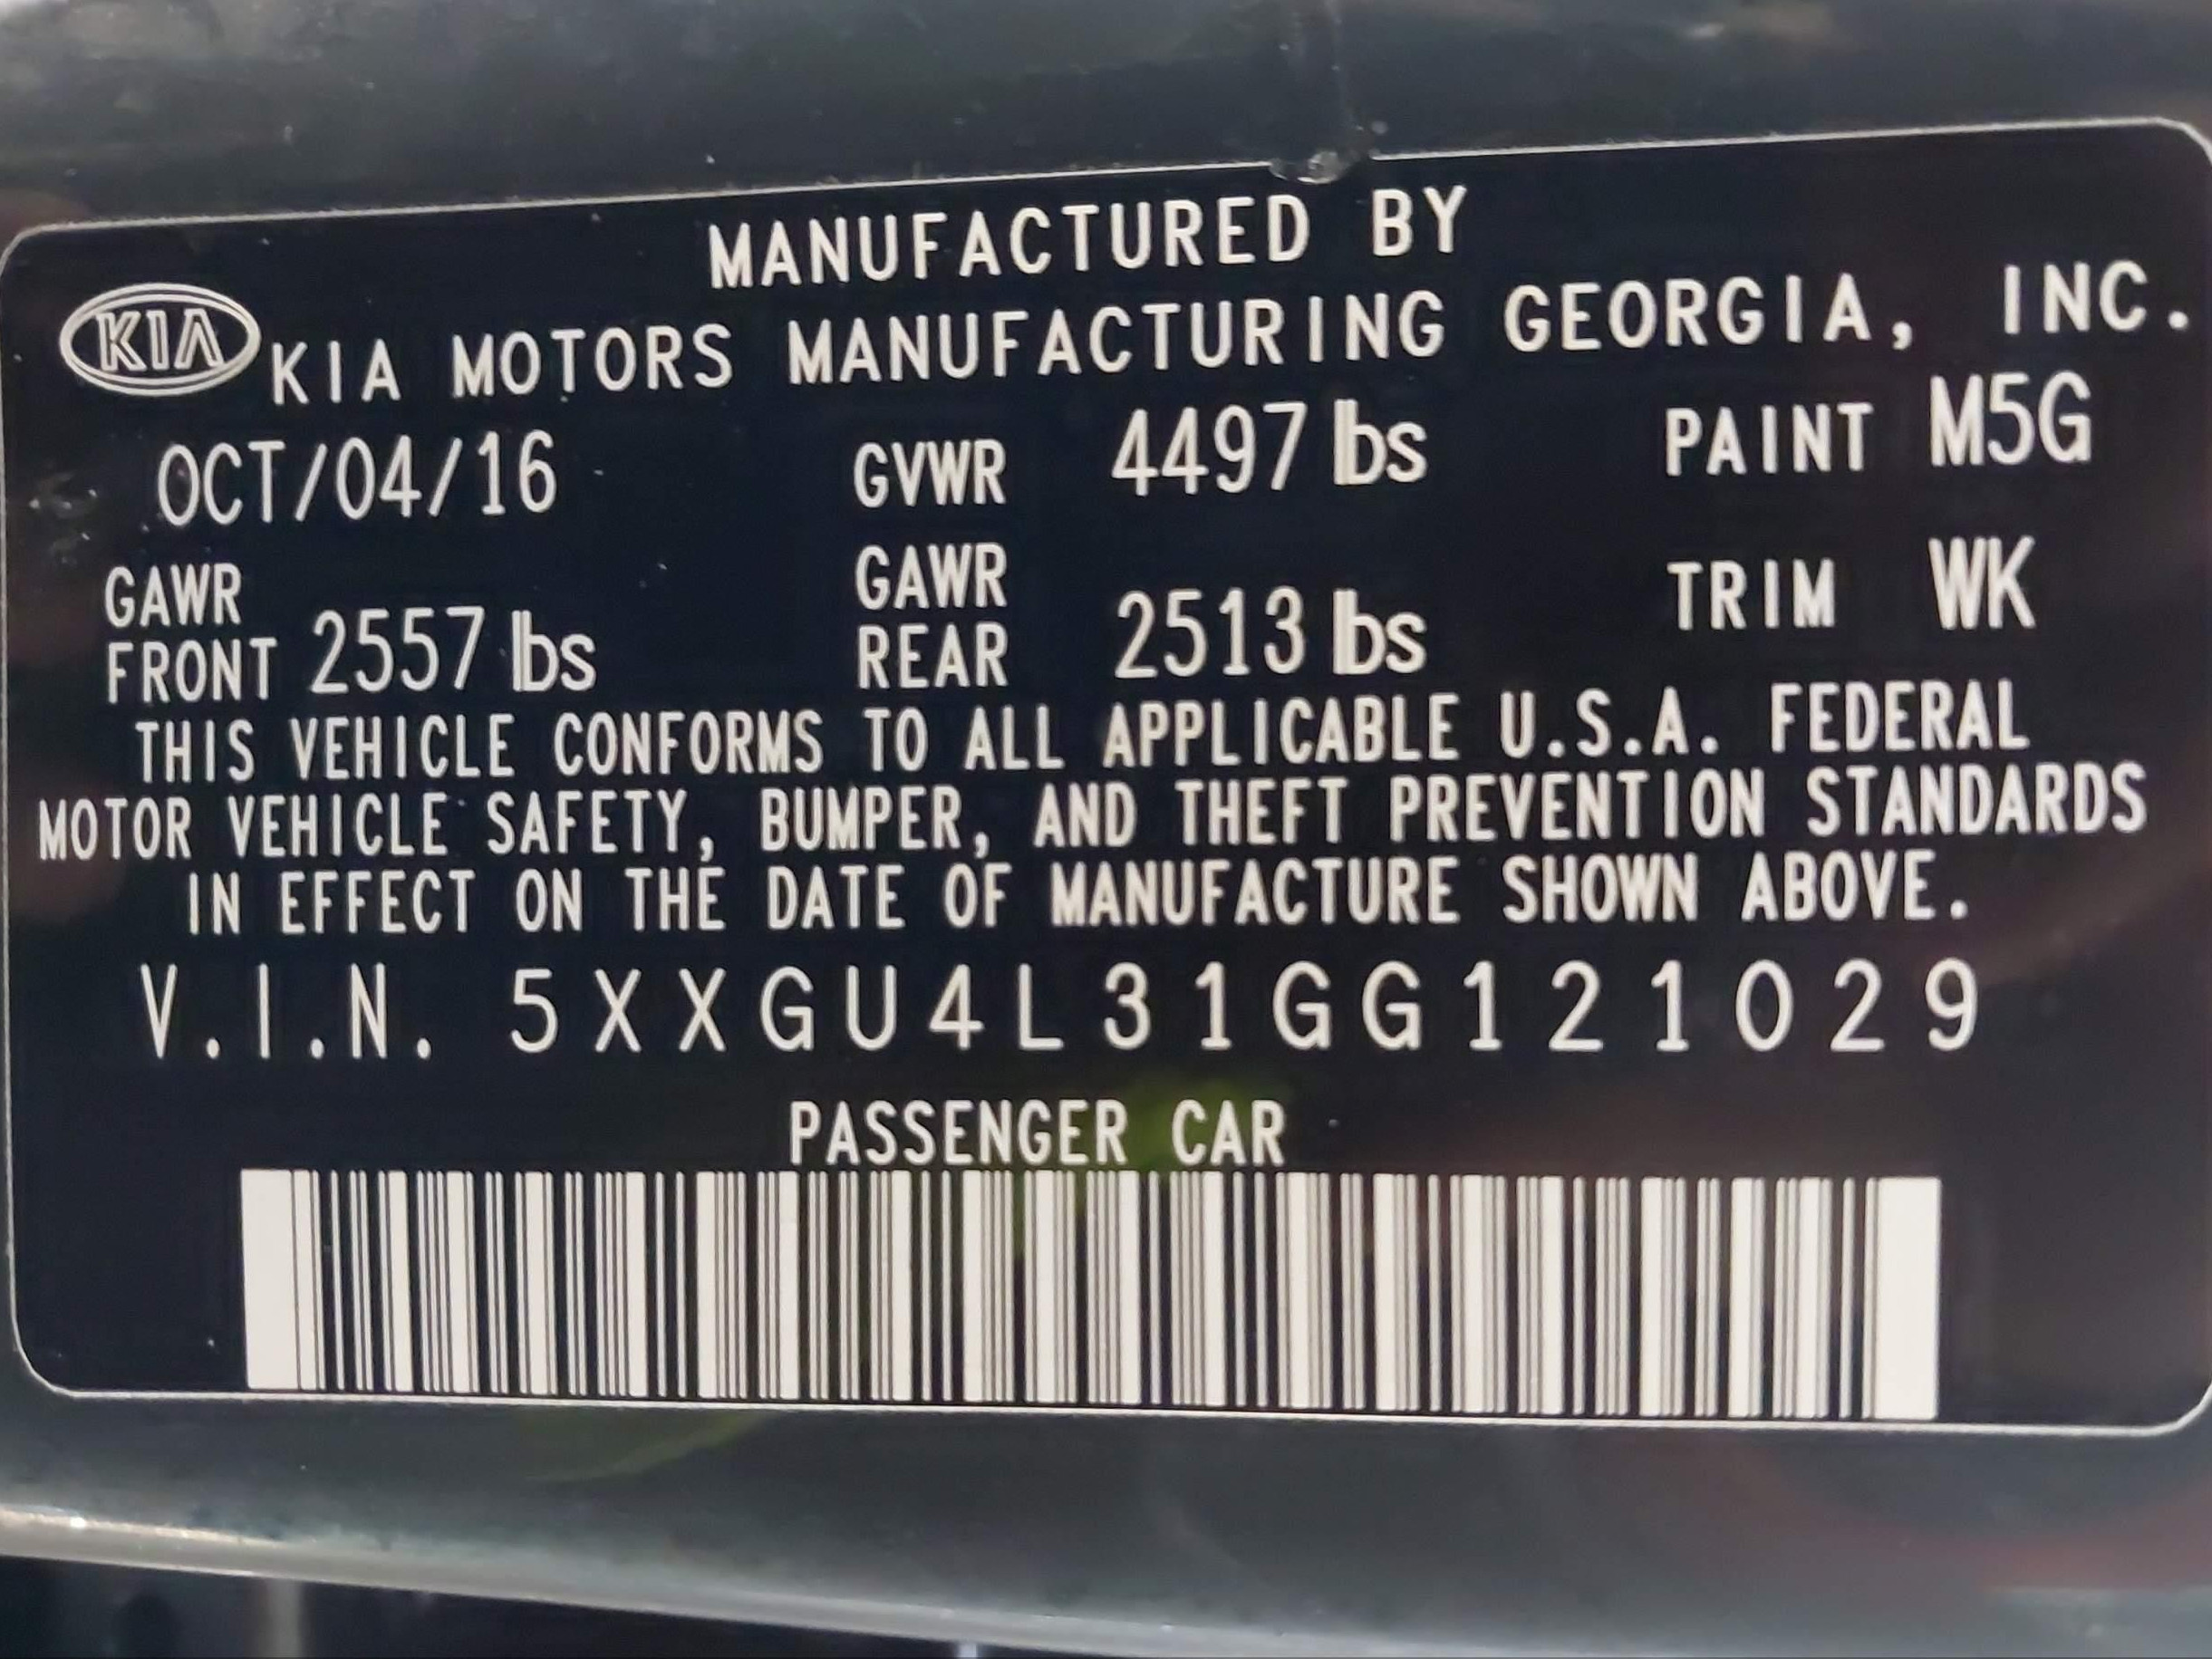 MANUFACTURED BY
KIA KIA MOTORS MANUFACTURING GEORGIA, INC.
OCT/04/16 GVWR 4497 lbs PAINT M5G
GAWR FRONT 2557 lbs GAWR REAR 2513 lbs TRIM WK
THIS VEHICLE CONFORMS TO ALL APPLICABLE U.S.A. FEDERAL
MOTOR VEHICLE SAFETY, BUMPER, AND THEFT PREVENTION STANDARDS
IN EFFECT ON THE DATE OF MANUFACTURE SHOWN ABOVE.
V.I.N. 5XXGU4L31GG121029
PASSENGER CAR